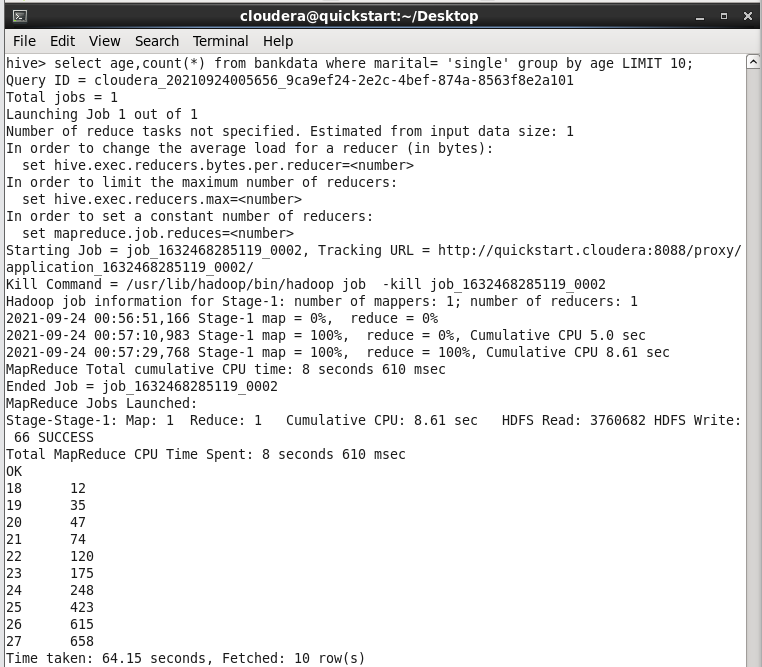 cloudera@quickstart:~/Desktop
File Edit View Search Terminal Help
hive> select age,count(*) from bankdata where marital= 'single' group by age LIMIT 10;
Query ID = cloudera_20210924005656_9ca9ef24-2e2c-4bef-874a-8563f8e2a101
Total jobs = 1
Launching Job 1 out of 1
Number of reduce tasks not specified. Estimated from input data size: 1
In order to change the average load for a reducer (in bytes):
  set hive.exec.reducers.bytes.per.reducer=<number>
In order to limit the maximum number of reducers:
  set hive.exec.reducers.max=<number>
In order to set a constant number of reducers:
  set mapreduce.job.reduces=<number>
Starting Job = job_1632468285119_0002, Tracking URL = http://quickstart.cloudera:8088/proxy/
application_1632468285119_0002/
Kill Command = /usr/lib/hadoop/bin/hadoop job  -kill job_1632468285119_0002
Hadoop job information for Stage-1: number of mappers: 1; number of reducers: 1
2021-09-24 00:56:51,166 Stage-1 map = 0%,  reduce = 0%
2021-09-24 00:57:10,983 Stage-1 map = 100%,  reduce = 0%, Cumulative CPU 5.0 sec
2021-09-24 00:57:29,768 Stage-1 map = 100%,  reduce = 100%, Cumulative CPU 8.61 sec
MapReduce Total cumulative CPU time: 8 seconds 610 msec
Ended Job = job_1632468285119_0002
MapReduce Jobs Launched:
Stage-Stage-1: Map: 1  Reduce: 1   Cumulative CPU: 8.61 sec   HDFS Read: 3760682 HDFS Write:
 66 SUCCESS
Total MapReduce CPU Time Spent: 8 seconds 610 msec
OK
18      12
19      35
20      47
21      74
22      120
23      175
24      248
25      423
26      615
27      658
Time taken: 64.15 seconds, Fetched: 10 row(s)